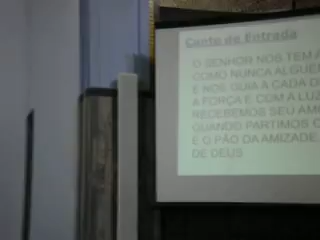 Canto de Entrada
O SENHOR NOS TEM A
COMO NUNCA ALGUÉ
E NOS GUIA A CADA D
A FORÇA E COM A LUZ
RECEBEMOS SEU AMO
QUANDO PARTIMOS O
E O PÃO DA AMIZADE
DE DEUS